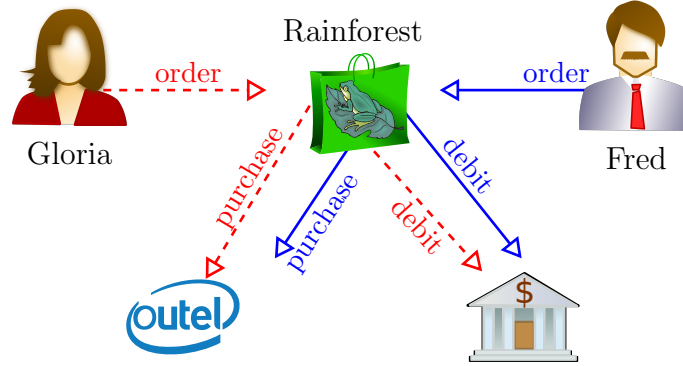 Rainforest
order
order
Gloria
Fred
purchase
purchase
debit
debit
outel
$